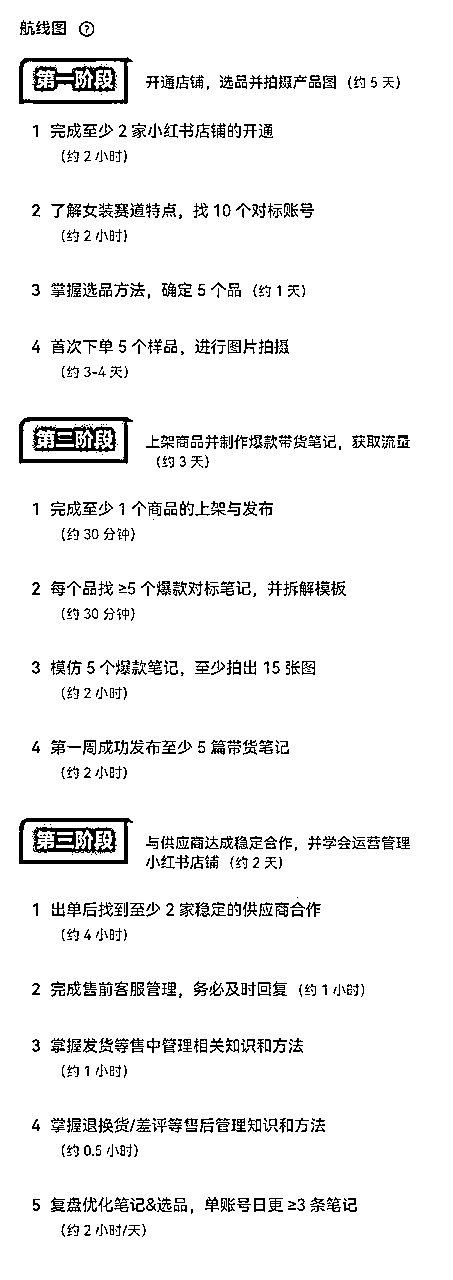 航线图 ?
第一阶段 开通店铺，选品并拍摄产品图（约 5 天）
1 完成至少 2 家小红书店铺的开通
（约 2 小时）
2 了解女装赛道特点，找 10 个对标账号
（约 2 小时）
3 掌握选品方法，确定 5 个品（约 1 天）
4 首次下单 5 个样品，进行图片拍摄
（约 3-4 天）
第二阶段 上架商品并制作爆款带货笔记，获取流量
（约 3 天）
1 完成至少 1 个商品的上架与发布
（约 30 分钟）
2 每个品找 ≥5 个爆款对标笔记，并拆解模板
（约 30 分钟）
3 模仿 5 个爆款笔记，至少拍出 15 张图
（约 2 小时）
4 第一周成功发布至少 5 篇带货笔记
（约 2 小时）
第三阶段 与供应商达成稳定合作，并学会运营管理
小红书店铺（约 2 天）
1 出单后找到至少 2 家稳定的供应商合作
（约 4 小时）
2 完成售前客服管理，务必及时回复（约 1 小时）
3 掌握发货等售中管理相关知识和方法
（约 1 小时）
4 掌握退换货/差评等售后管理知识和方法
（约 0.5 小时）
5 复盘优化笔记&选品，单账号日更 ≥3 条笔记
（约 2 小时/天）